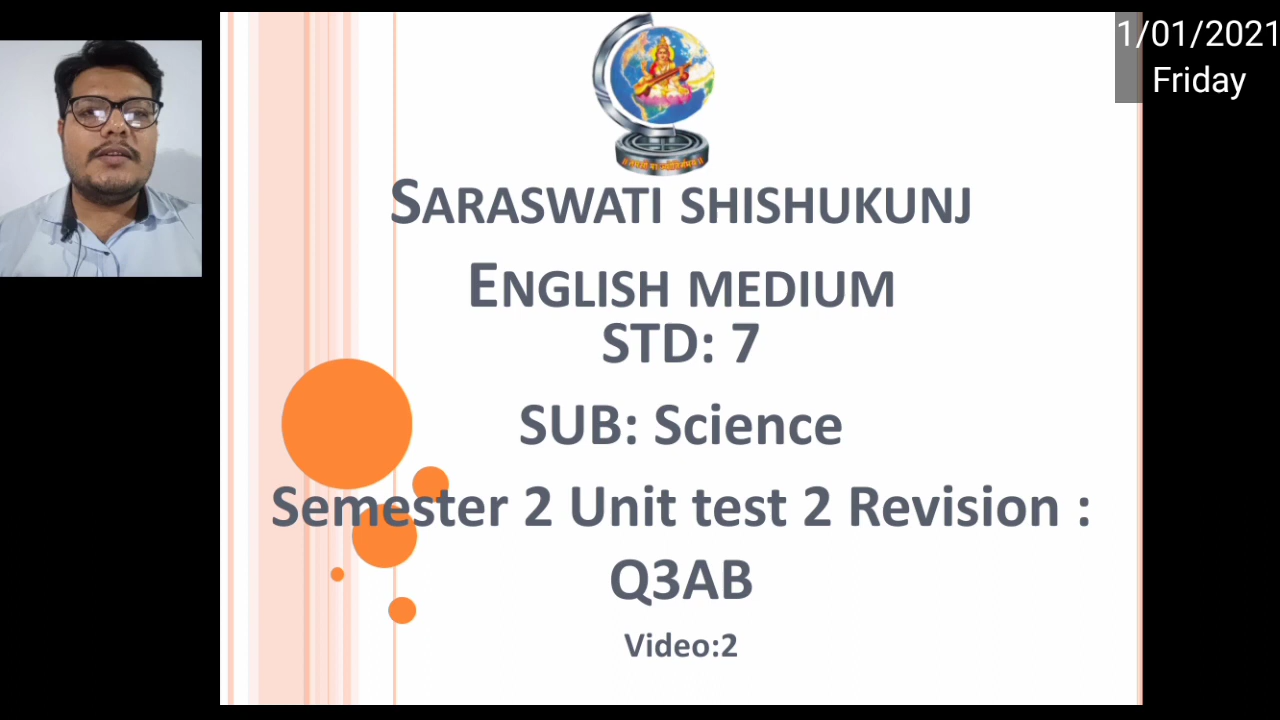 1/01/2021
Friday
SARASWATI SHISHUKUNJ
ENGLISH MEDIUM
STD: 7
SUB: Science
Semester 2 Unit test 2 Revision :
Q3AB
Video:2